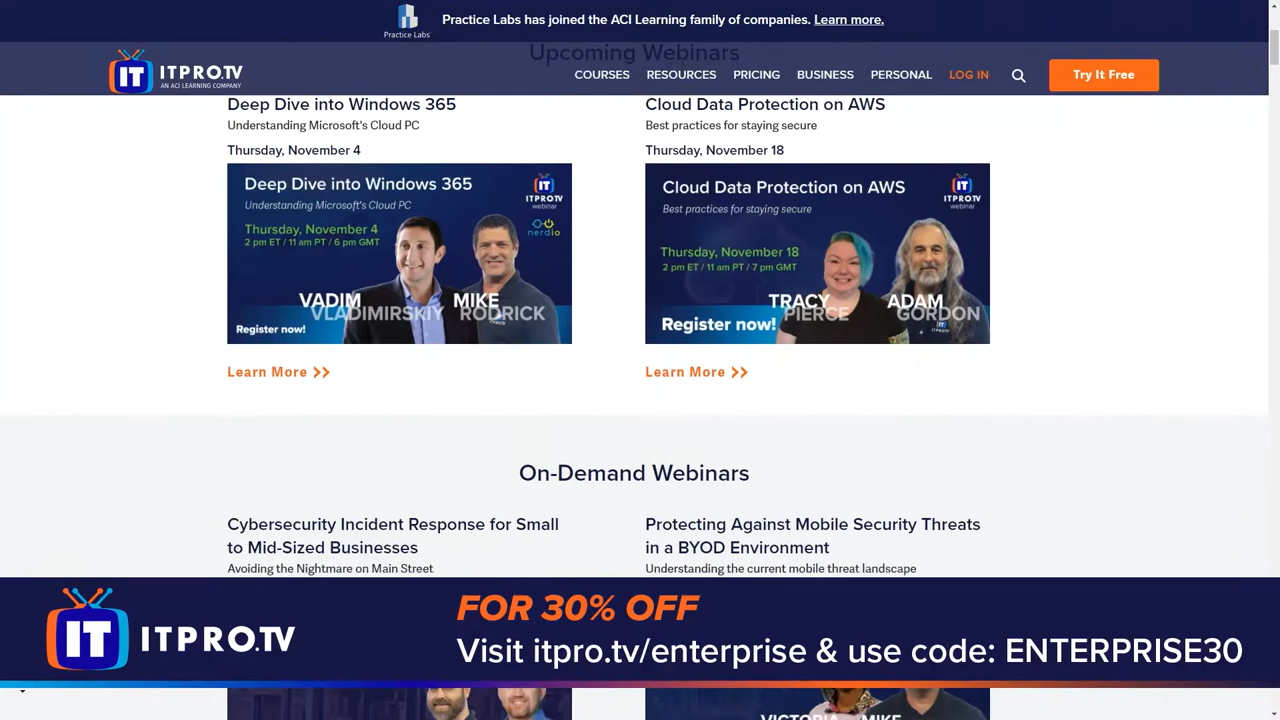 Practice Labs
Practice Labs has joined the ACI Learning family of companies. Learn more.
Upcoming Webinars
IT ITPRO.TV
AN ACI LEARNING COMPANY
COURSES RESOURCES PRICING BUSINESS PERSONAL LOG IN Try It Free
Deep Dive into Windows 365
Understanding Microsoft's Cloud PC
Thursday, November 4
Deep Dive into Windows 365
Understanding Microsoft's Cloud PC
Thursday, November 4
2 pm ET / 11 am PT / 6 pm GMT
IT
ITPRO.TV
webinar
nerdio
VADIM
VLADIMIRSKIY
MIKE
RODRICK
Register now!
Learn More >>
Cloud Data Protection on AWS
Best practices for staying secure
Thursday, November 18
Cloud Data Protection on AWS
Best practices for staying secure
Thursday, November 18
2 pm ET / 11 am PT / 7 pm GMT
IT
ITPRO.TV
webinar
TRACY
PIERCE
ADAM
GORDON
Register now!
Learn More >>
On-Demand Webinars
Cybersecurity Incident Response for Small
to Mid-Sized Businesses
Avoiding the Nightmare on Main Street
Protecting Against Mobile Security Threats
in a BYOD Environment
Understanding the current mobile threat landscape
IT ITPRO.TV
FOR 30% OFF
Visit itpro.tv/enterprise & use code: ENTERPRISE30
VICTORIA MIKE